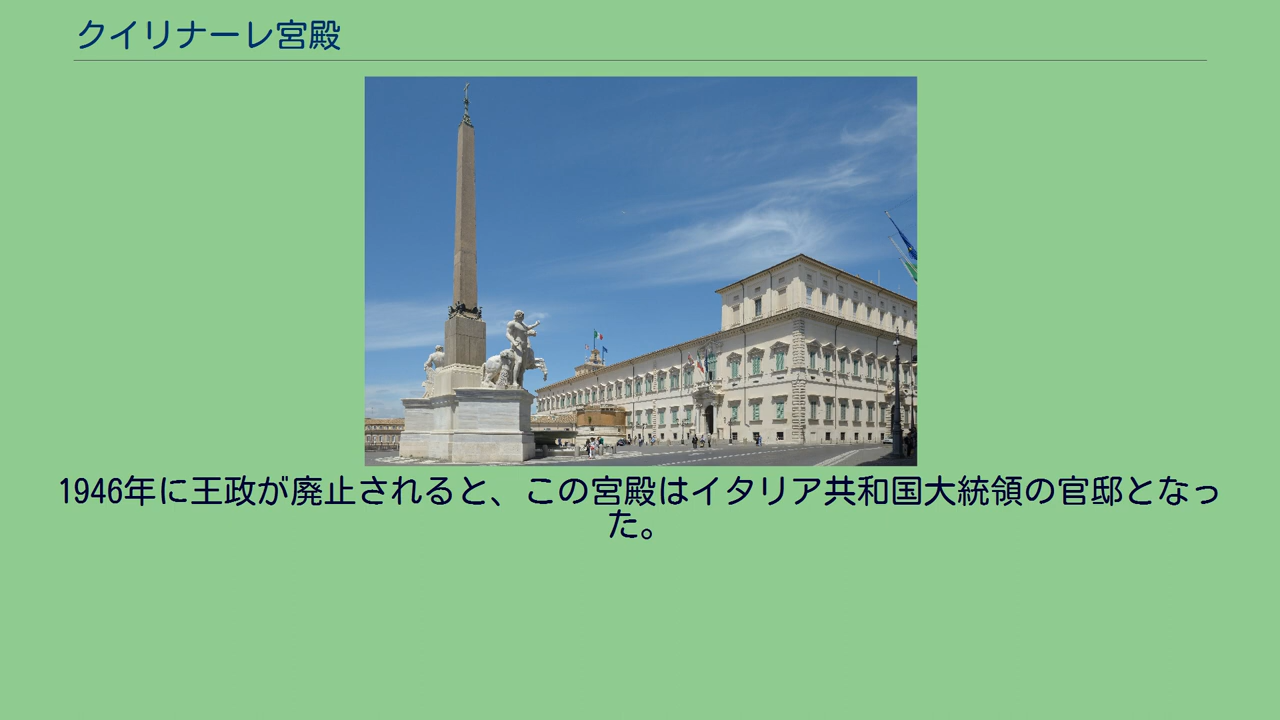 クイリナーレ宮殿
1946年に王政が廃止されると、この宮殿はイタリア共和国大統領の官邸となっ
た。